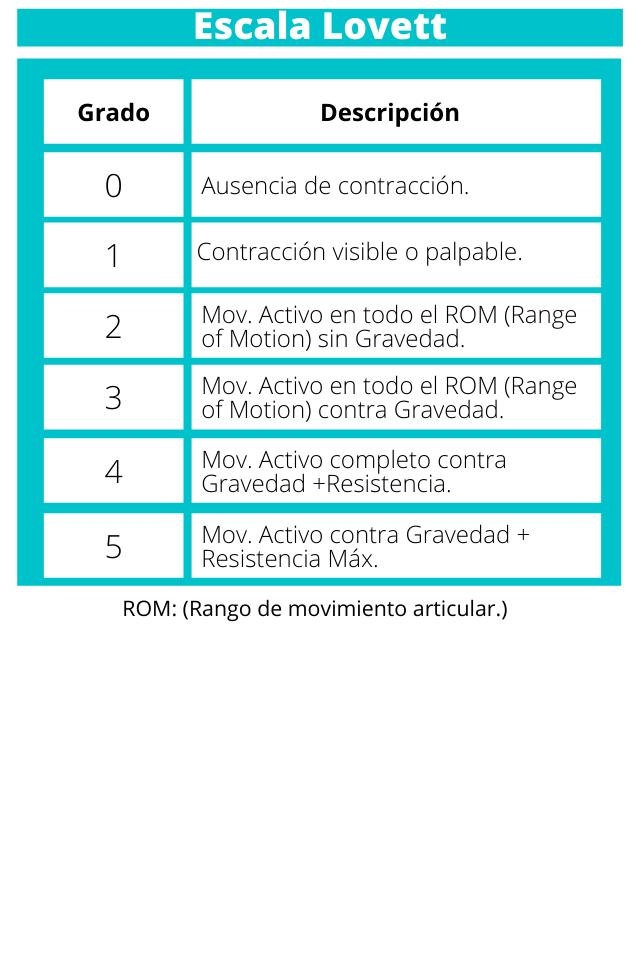 Escala Lovett
Grado
Descripción
0
Ausencia de contracción.
1
Contracción visible o palpable.
2
Mov. Activo en todo el ROM (Range
of Motion) sin Gravedad.
3
Mov. Activo en todo el ROM (Range
of Motion) contra Gravedad.
4
Mov. Activo completo contra
Gravedad +Resistencia.
5
Mov. Activo contra Gravedad +
Resistencia Máx.
ROM: (Rango de movimiento articular.)